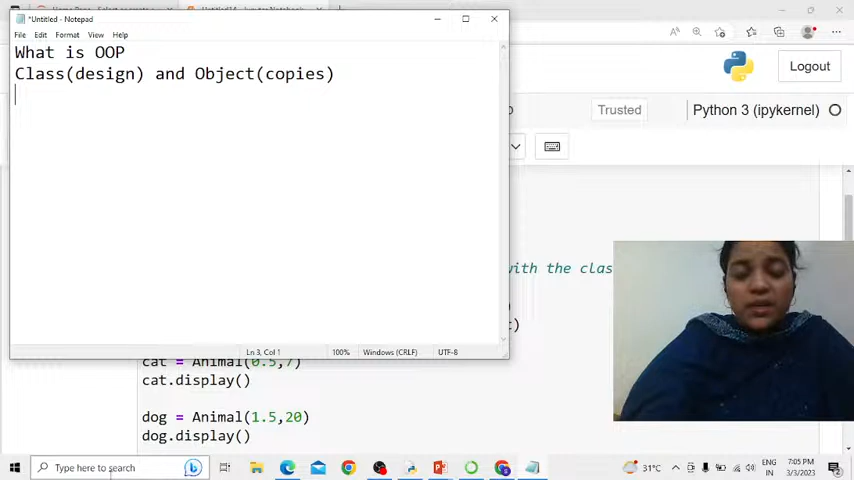 *Untitled - Notepad
File Edit Format View Help
What is OOP
Class(design) and Object(copies)
Ln 3, Col 1 100% Windows (CRLF) UTF-8
Logout
Trusted Python 3 (ipykernel)
with the clas
cat = Animal(0.5,7)
cat.display()
dog = Animal(1.5,20)
dog.display()
Type here to search
31°C
ENG
IN
7:05 PM
3/3/2023